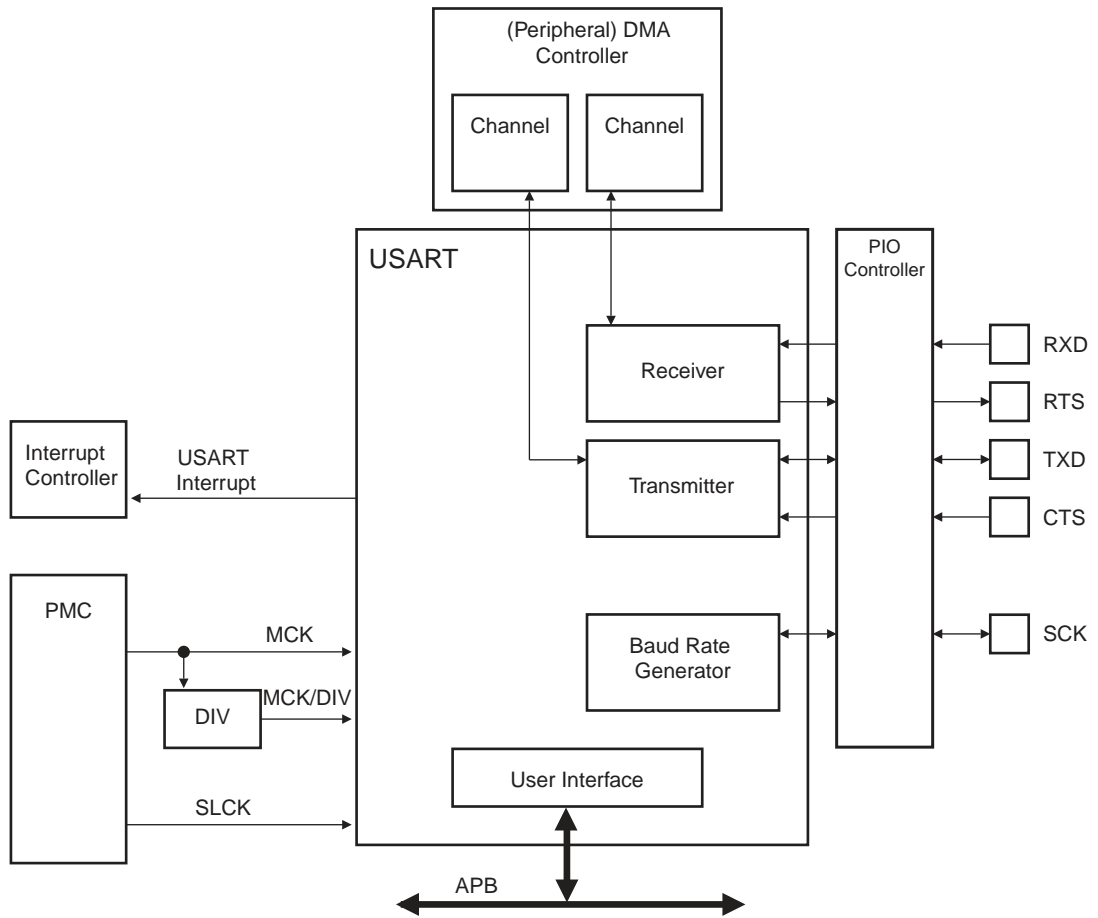 (Peripheral) DMA
Controller
Channel
Channel
USART
PIO
Controller
Receiver
RXD
RTS
Interrupt
Controller
USART
Interrupt
Transmitter
TXD
CTS
PMC
MCK
Baud Rate
Generator
SCK
DIV
MCK/DIV
User Interface
SLCK
APB